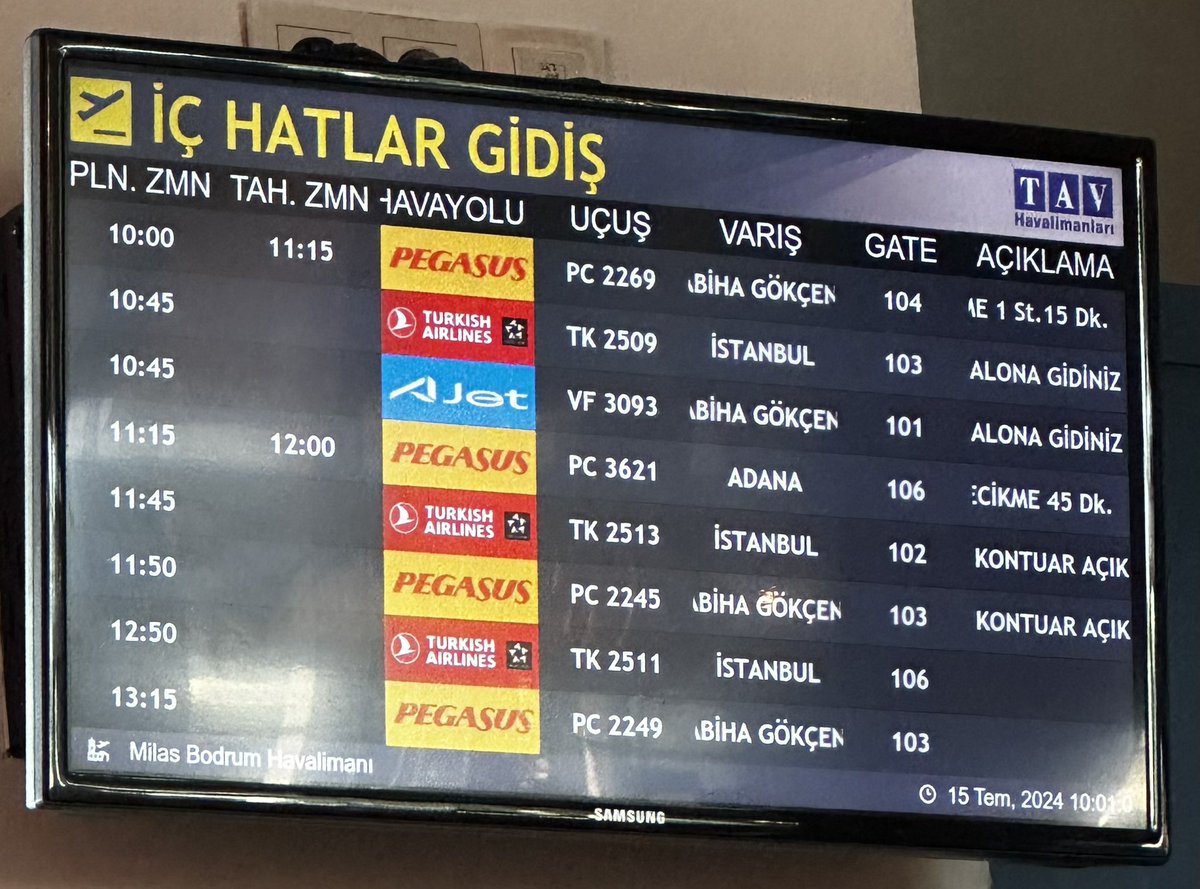 İÇ HATLAR GİDİŞ
TAV
Havalimanları
PLN. ZMN TAH. ZMN HAVAYOLU UÇUŞ VARIŞ GATE AÇIKLAMA
10:00 11:15 PEGASUS PC 2269 ABİHA GÖKÇEN 104 ME 1 St.15 Dk.
10:45 TURKISH AIRLINES TK 2509 İSTANBUL 103 ALONA GİDİNİZ
10:45 AJet VF 3093 ABİHA GÖKÇEN 101 ALONA GİDİNİZ
11:15 12:00 PEGASUS PC 3621 ADANA 106 ECİKME 45 Dk.
11:45 TURKISH AIRLINES TK 2513 İSTANBUL 102 KONTUAR AÇIK
11:50 PEGASUS PC 2245 ABİHA GÖKÇEN 103 KONTUAR AÇIK
12:50 TURKISH AIRLINES TK 2511 İSTANBUL 106
13:15 PEGASUS PC 2249 ABİHA GÖKÇEN 103
Milas Bodrum Havalimanı
15 Tem, 2024 10:01:0
SAMSUNG